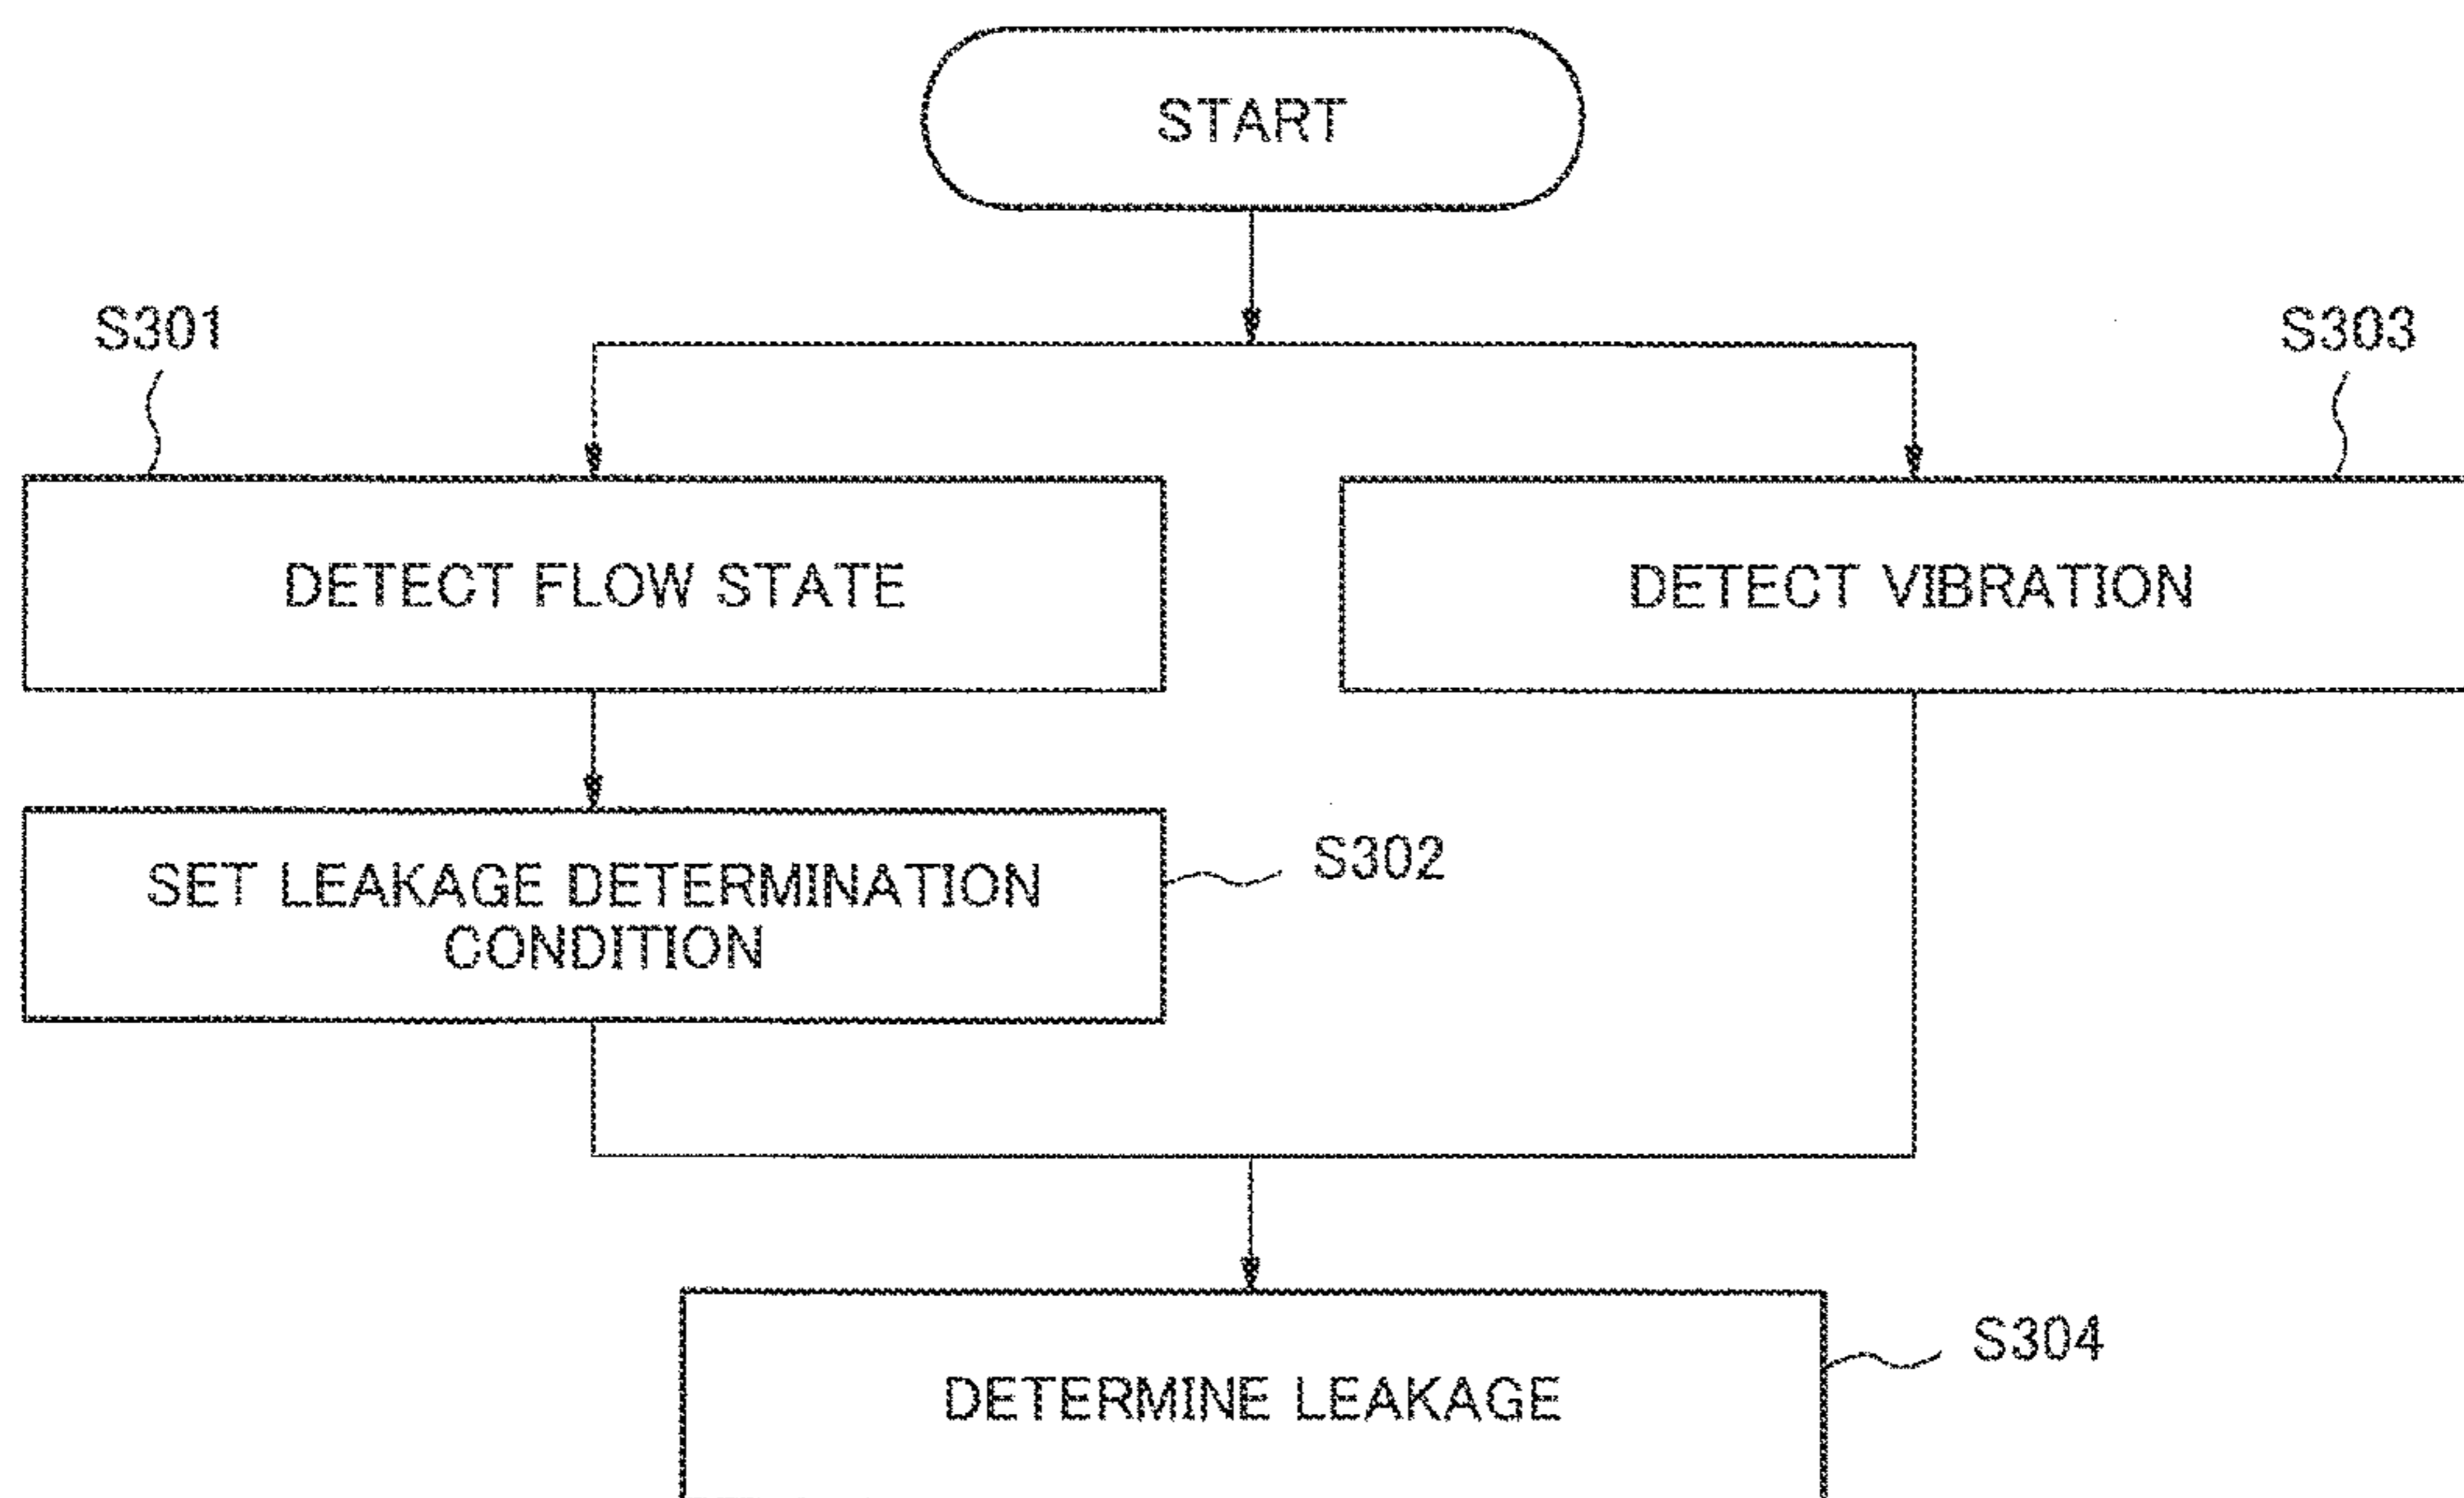 START
S301
S303
DETECT FLOW STATE
DETECT VIBRATION
SET LEAKAGE DETERMINATION
CONDITION
S302
S304
DETERMINE LEAKAGE